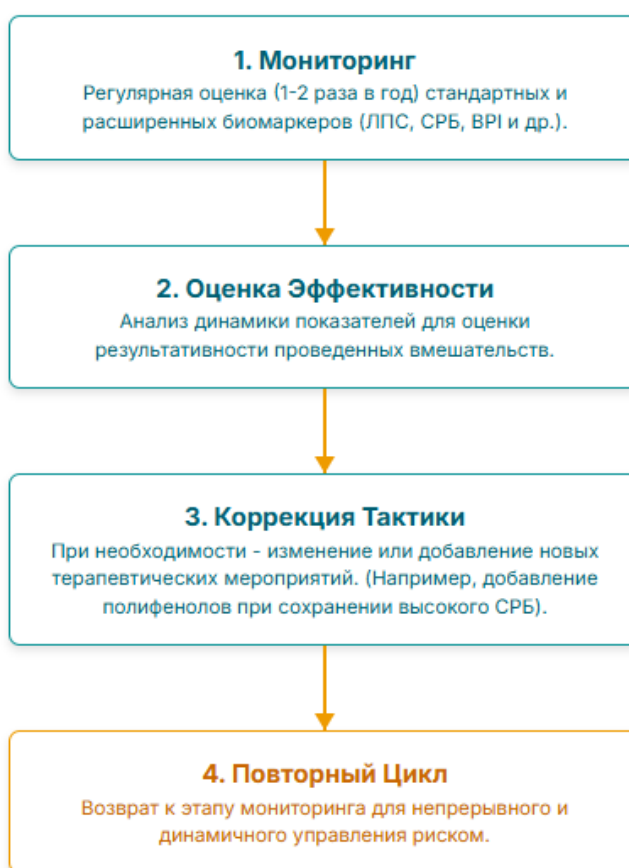 1. Мониторинг
Регулярная оценка (1-2 раза в год) стандартных и
расширенных биомаркеров (ЛПС, СРБ, BPI и др.).
2. Оценка Эффективности
Анализ динамики показателей для оценки
результативности проведенных вмешательств.
3. Коррекция Тактики
При необходимости - изменение или добавление новых
терапевтических мероприятий. (Например, добавление
полифенолов при сохранении высокого СРБ).
4. Повторный Цикл
Возврат к этапу мониторинга для непрерывного и
динамичного управления риском.